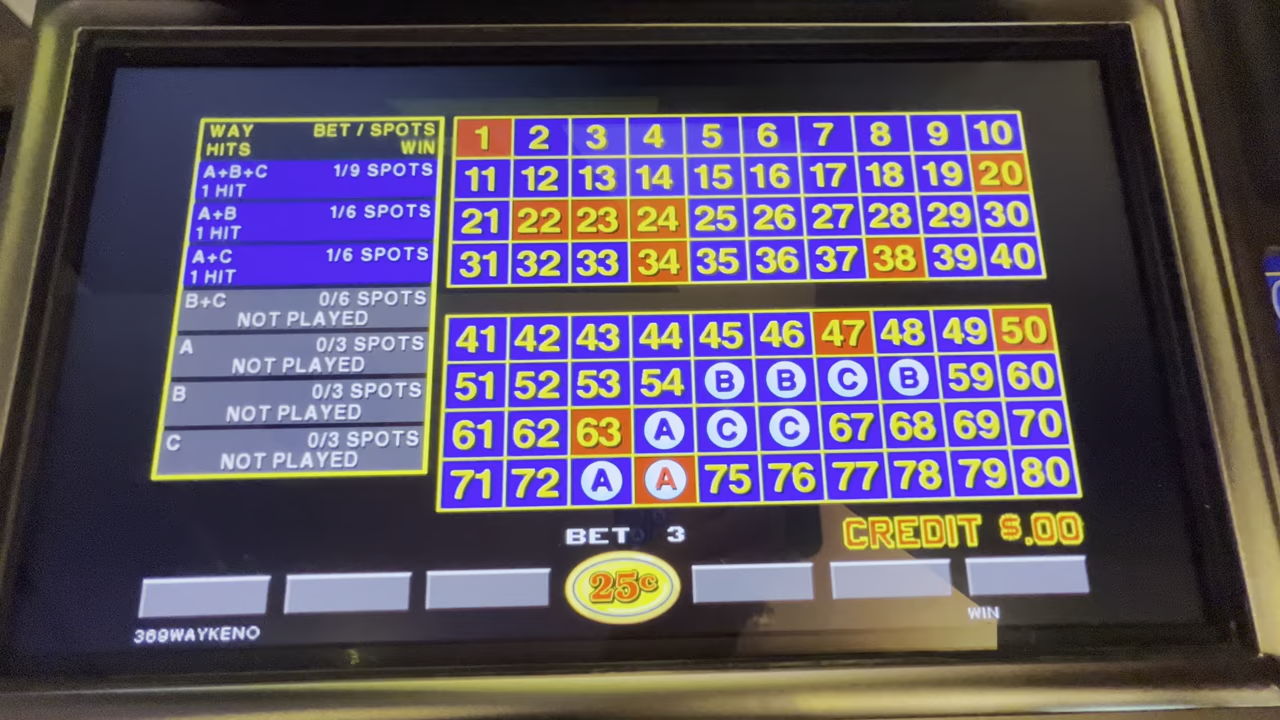 WAY BET / SPOTS
HITS WIN
A+B+C 1/9 SPOTS
1 HIT
A+B 1/6 SPOTS
1 HIT
A+C 1/6 SPOTS
1 HIT
B+C 0/6 SPOTS
NOT PLAYED
A 0/3 SPOTS
NOT PLAYED
B 0/3 SPOTS
NOT PLAYED
C 0/3 SPOTS
NOT PLAYED
1 2 3 4 5 6 7 8 9 10
11 12 13 14 15 16 17 18 19 20
21 22 23 24 25 26 27 28 29 30
31 32 33 34 35 36 37 38 39 40
41 42 43 44 45 46 47 48 49 50
51 52 53 54 B B C B 59 60
61 62 63 A C C 67 68 69 70
71 72 A A 75 76 77 78 79 80
BET 3
CREDIT $.00
25¢
WIN
369WAYKENO